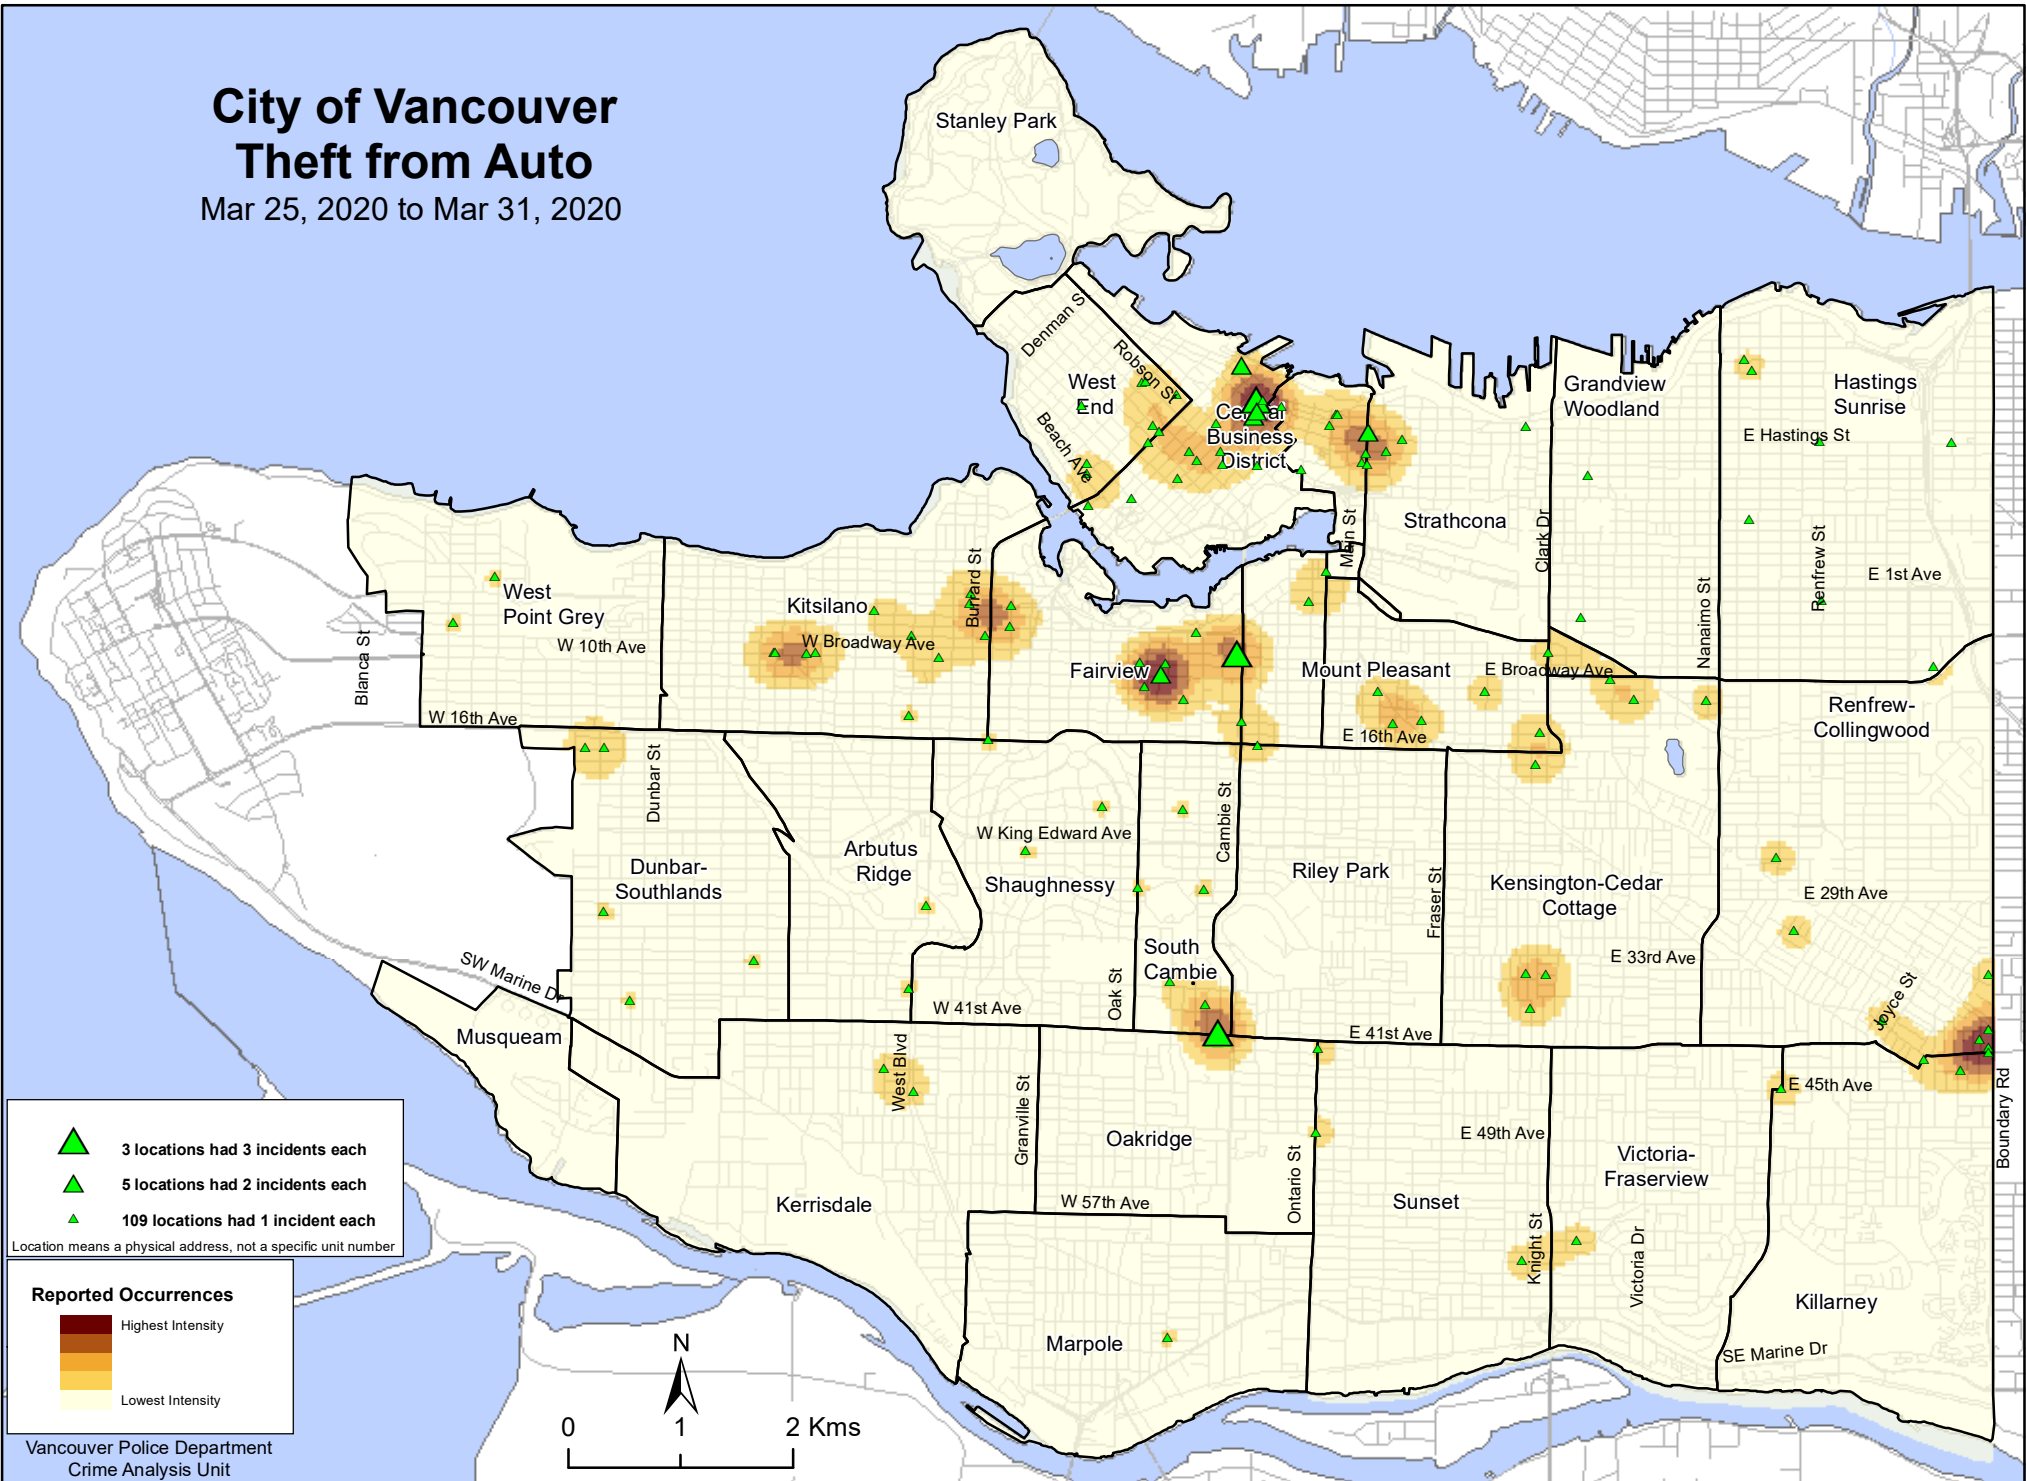 City of Vancouver
Theft from Auto
Mar 25, 2020 to Mar 31, 2020
Stanley Park
Denman S
Robson St
West
End
Beach Ave
Central
Business
District
Grandview
Woodland
Hastings
Sunrise
E Hastings St
Strathcona
Main St
Clark Dr
Nanaimo St
Renfrew St
E 1st Ave
West
Point Grey
Blanca St
W 10th Ave
W 16th Ave
Kitsilano
W Broadway Ave
Burrard St
Fairview
Mount Pleasant
E Broadway Ave
E 16th Ave
Renfrew-
Collingwood
Dunbar St
Dunbar-
Southlands
Arbutus
Ridge
W King Edward Ave
Shaughnessy
Cambie St
Riley Park
Fraser St
Kensington-Cedar
Cottage
E 29th Ave
E 33rd Ave
South
Cambie
Oak St
W 41st Ave
E 41st Ave
Joyce St
SW Marine Dr
Musqueam
West Blvd
Granville St
Oakridge
W 57th Ave
Ontario St
E 49th Ave
E 45th Ave
Boundary Rd
Kerrisdale
Sunset
Victoria-
Fraserview
Knight St
Victoria Dr
Killarney
SE Marine Dr
Marpole
3 locations had 3 incidents each
5 locations had 2 incidents each
109 locations had 1 incident each
Location means a physical address, not a specific unit number
Reported Occurrences
Highest Intensity
Lowest Intensity
Vancouver Police Department
Crime Analysis Unit
N
0 1 2 Kms